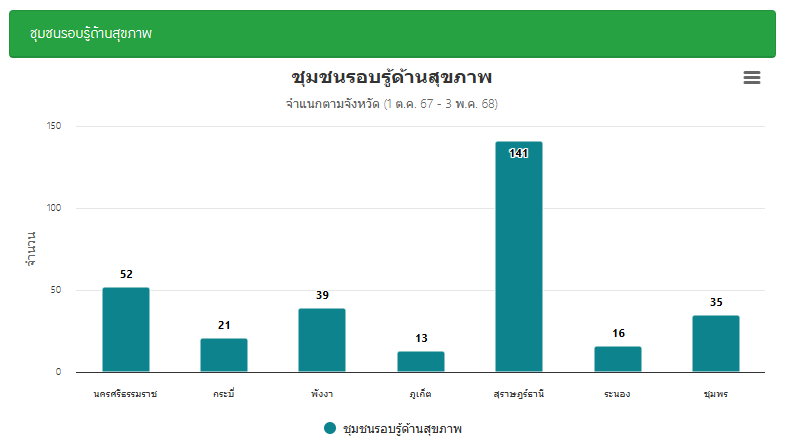 ชุมชนรอบรู้ด้านสุขภาพ
ชุมชนรอบรู้ด้านสุขภาพ
จำแนกตามจังหวัด (1 ต.ค. 67 - 3 พ.ค. 68)
จำนวน
150
100
50
0
52
21
39
13
141
16
35
นครศรีธรรมราช
กระบี่
พังงา
ภูเก็ต
สุราษฎร์ธานี
ระนอง
ชุมพร
ชุมชนรอบรู้ด้านสุขภาพ